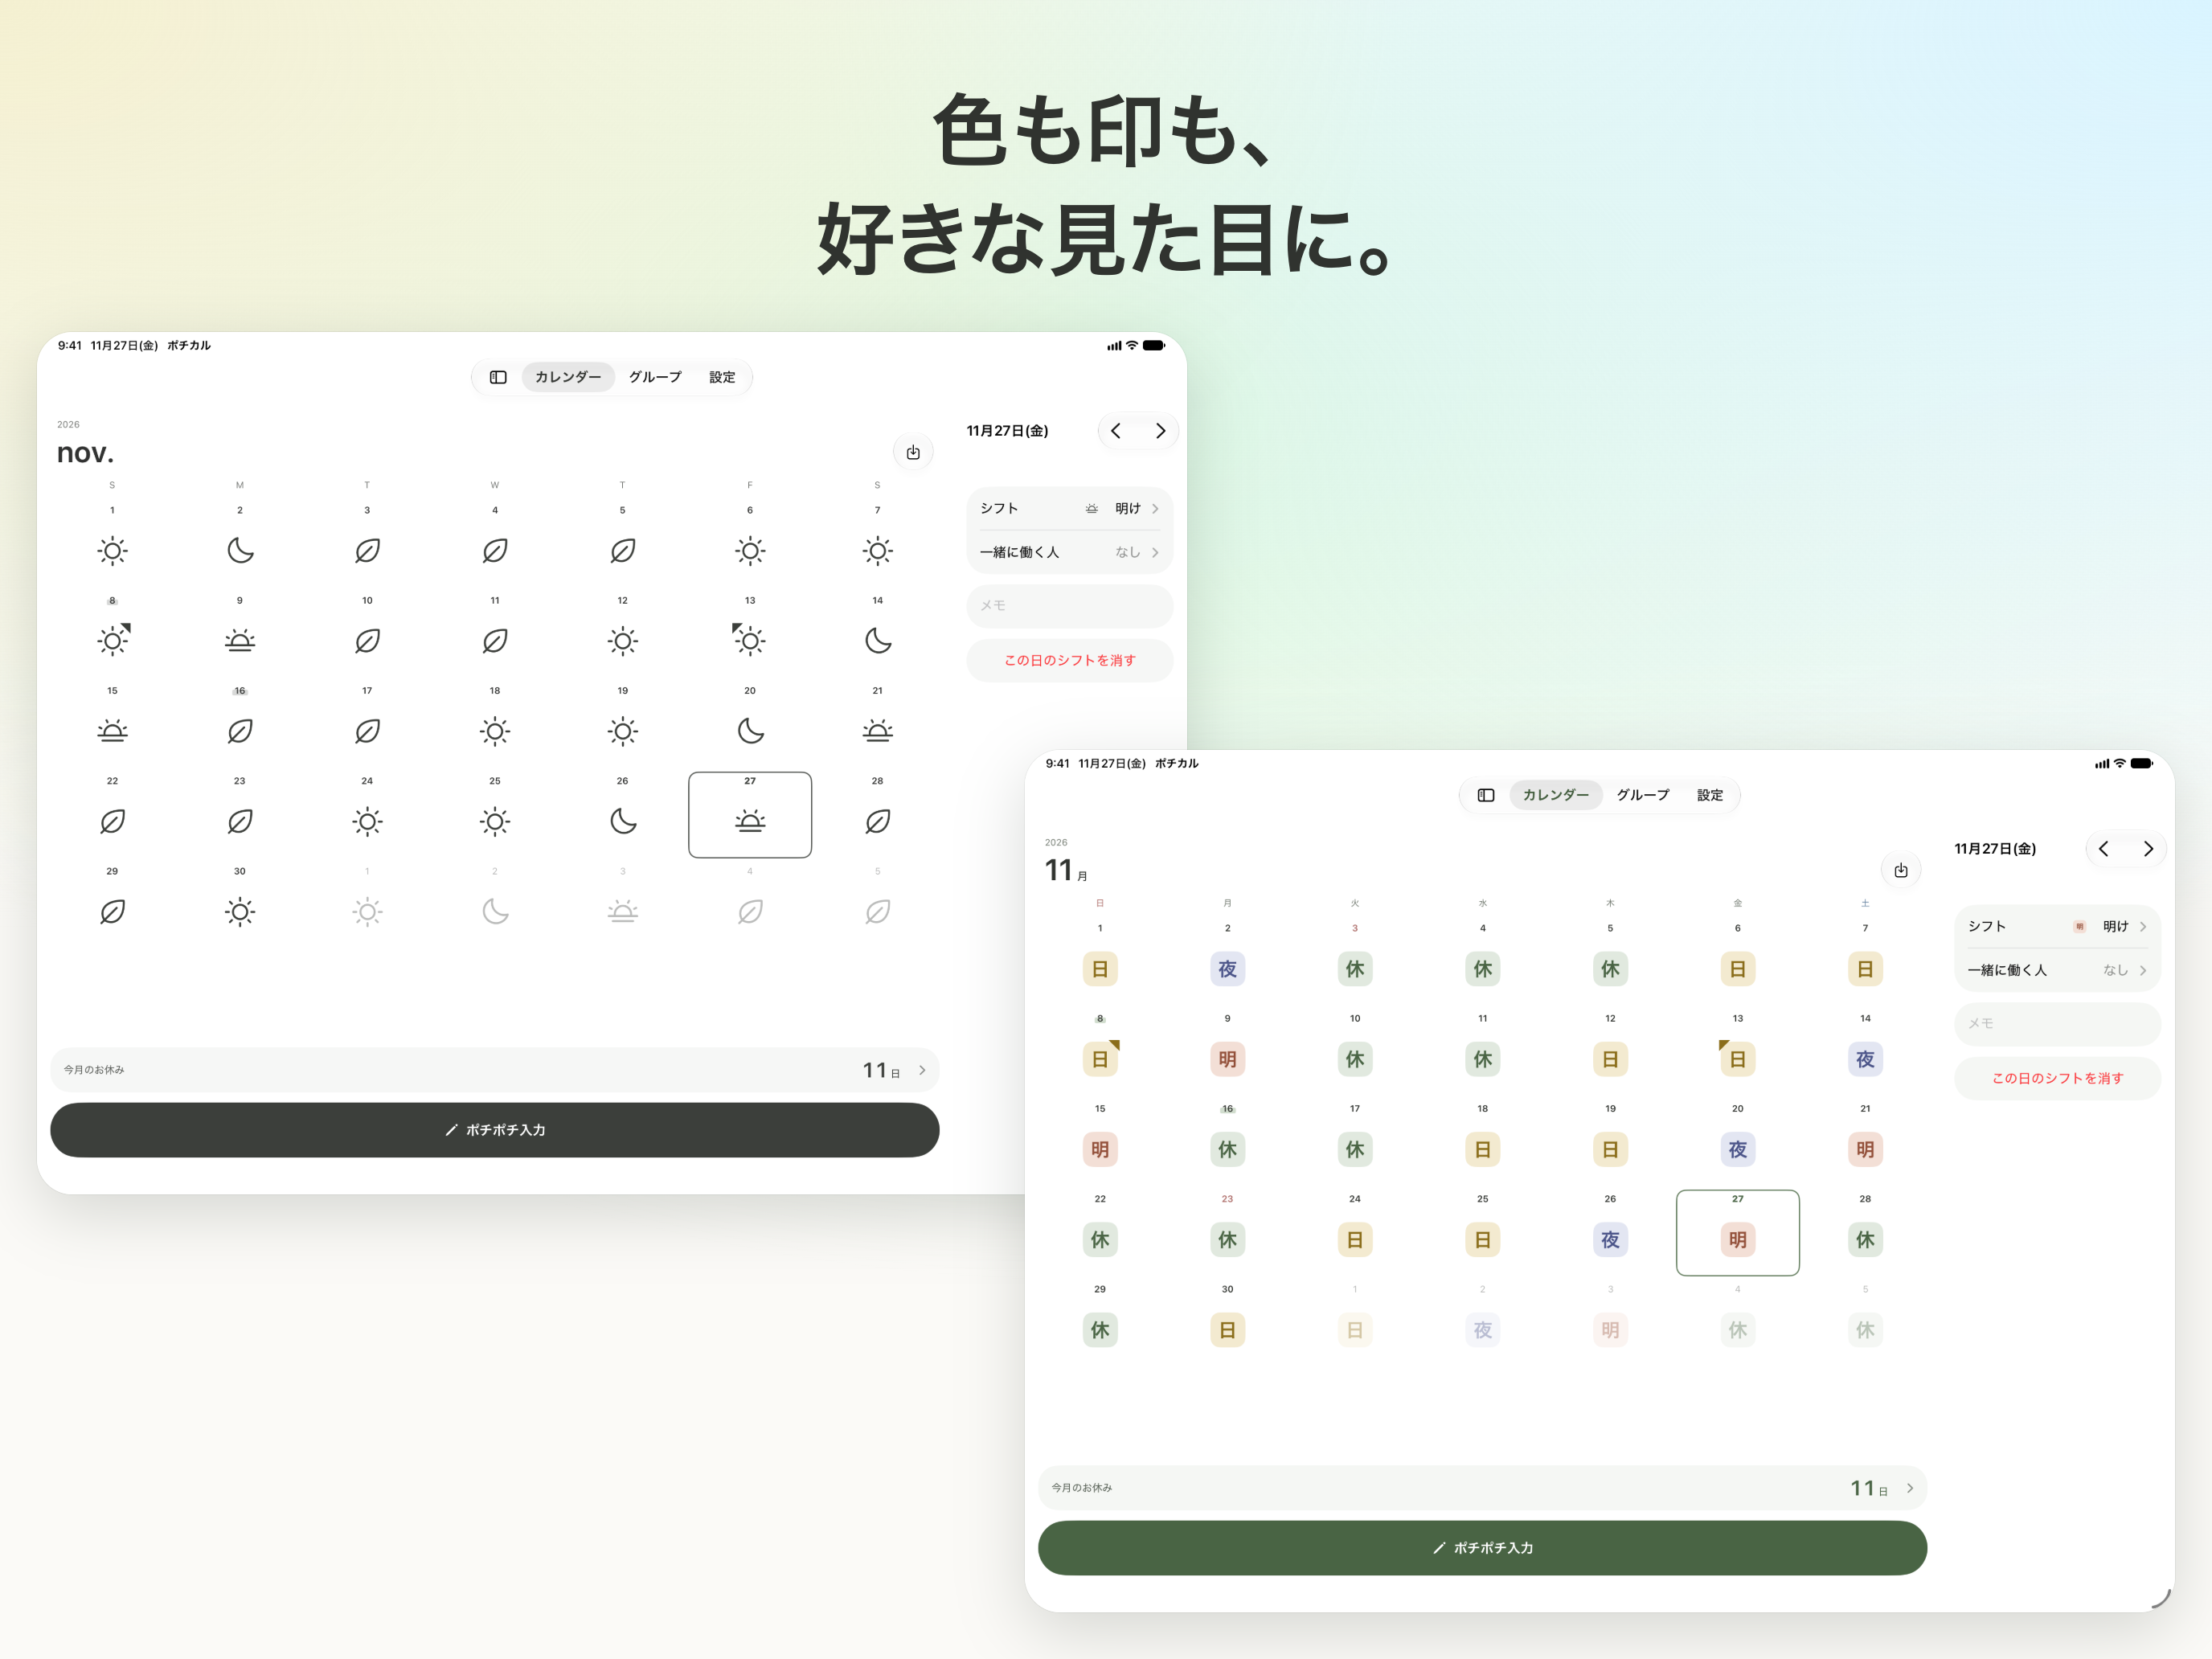 色も印も、
好きな見た目に。
9:41 11月27日(金) ポチカル
カレンダー グループ 設定
2026
nov.
S M T W T F S
1 2 3 4 5 6 7
8 9 10 11 12 13 14
15 16 17 18 19 20 21
22 23 24 25 26 27 28
29 30 1 2 3 4 5
今月のお休み 11日
ポチポチ入力
11月27日(金)
シフト 明け
一緒に働く人 なし
メモ
この日のシフトを消す
9:41 11月27日(金) ポチカル
カレンダー グループ 設定
2026
11月
日 月 火 水 木 金 土
1 2 3 4 5 6 7
日 夜 休 休 休 日 日
8 9 10 11 12 13 14
日 明 休 休 日 日 夜
15 16 17 18 19 20 21
明 休 休 日 日 夜 明
22 23 24 25 26 27 28
休 休 日 日 夜 明 休
29 30 1 2 3 4 5
休 日 日 夜 明 休 休
今月のお休み 11日
ポチポチ入力
11月27日(金)
シフト 明 明け
一緒に働く人 なし
メモ
この日のシフトを消す